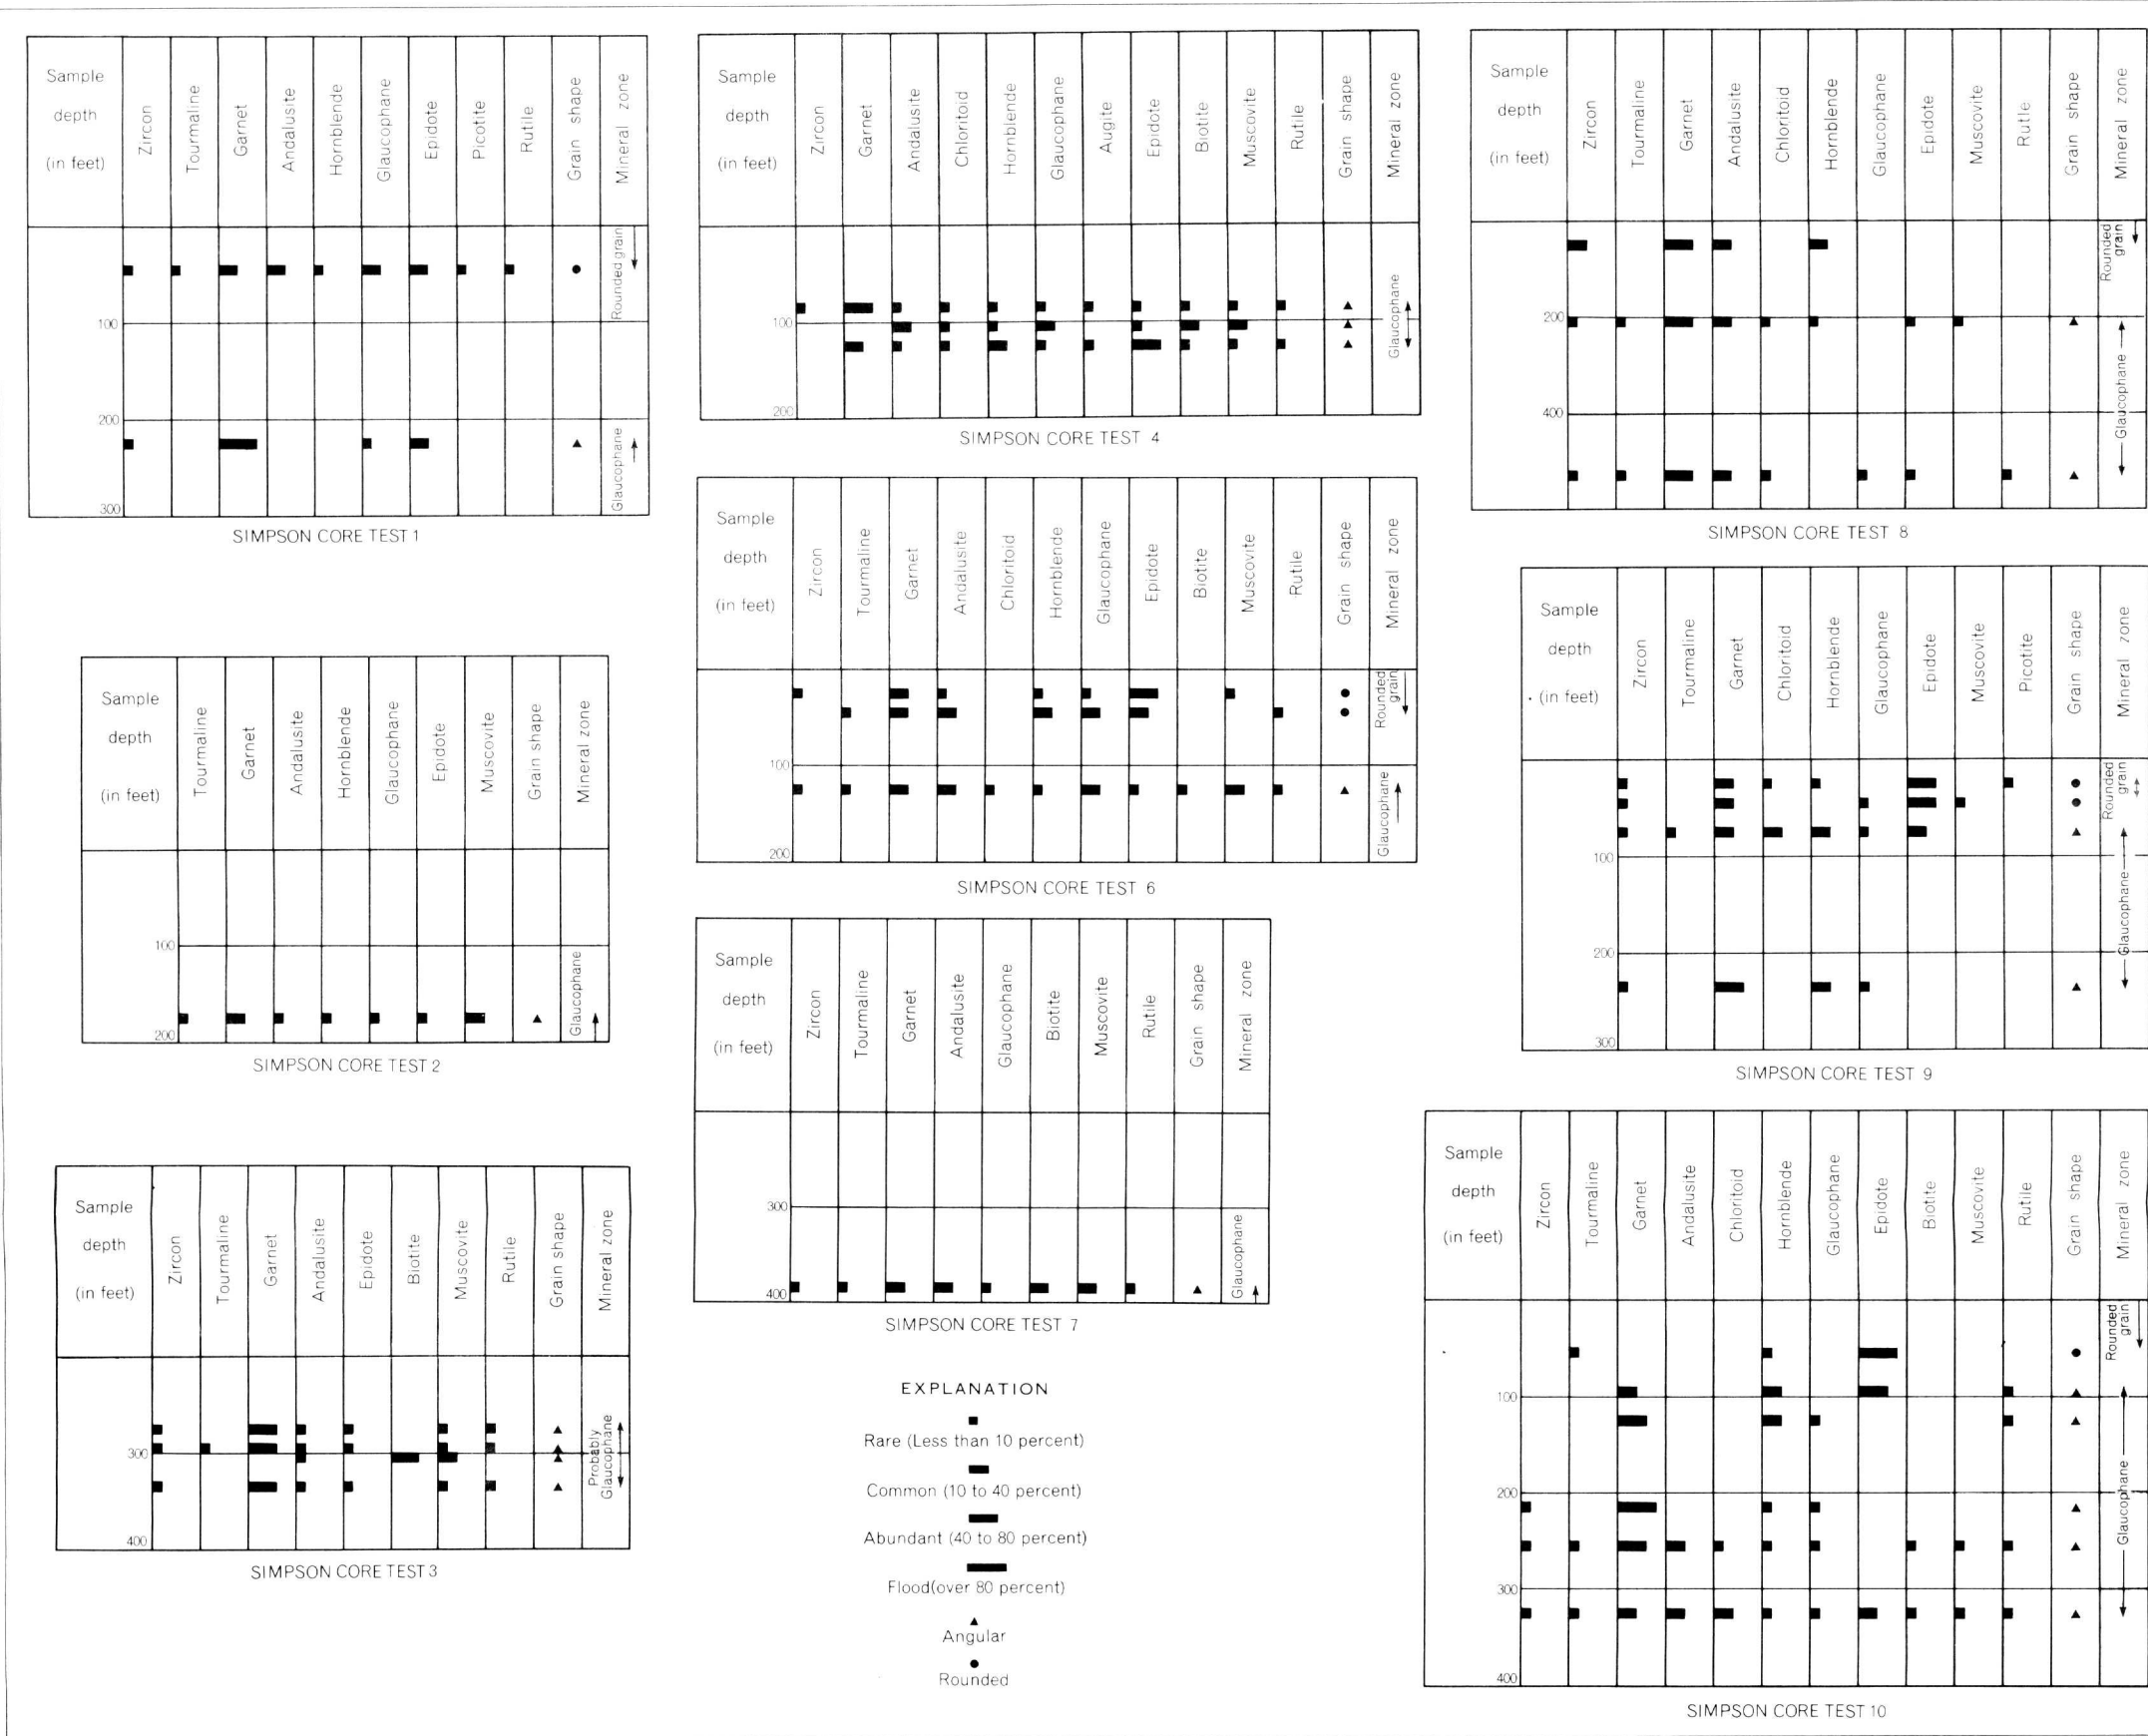 Sample
depth
(in feet)
Zircon
Tourmaline
Garnet
Andalusite
Hornblende
Glaucophane
Epidote
Picotite
Rutile
Grain shape
Mineral zone
Rounded grain
100
200
Glaucophane
300
SIMPSON CORE TEST 1
Sample
depth
(in feet)
Tourmaline
Garnet
Andalusite
Hornblende
Glaucophane
Epidote
Muscovite
Grain shape
Mineral zone
100
Glaucophane
200
SIMPSON CORE TEST 2
Sample
depth
(in feet)
Zircon
Tourmaline
Garnet
Andalusite
Epidote
Biotite
Muscovite
Rutile
Grain shape
Mineral zone
300
Probably
Glaucophane
400
SIMPSON CORE TEST 3
Sample
depth
(in feet)
Zircon
Garnet
Andalusite
Chloritoid
Hornblende
Glaucophane
Augite
Epidote
Biotite
Muscovite
Rutile
Grain shape
Mineral zone
100
Glaucophane
200
SIMPSON CORE TEST 4
Sample
depth
(in feet)
Zircon
Tourmaline
Garnet
Andalusite
Chloritoid
Hornblende
Glaucophane
Epidote
Biotite
Muscovite
Rutile
Grain shape
Mineral zone
Rounded
grain
100
Glaucophane
200
SIMPSON CORE TEST 6
Sample
depth
(in feet)
Zircon
Tourmaline
Garnet
Andalusite
Glaucophane
Biotite
Muscovite
Rutile
Grain shape
Mineral zone
300
Glaucophane
400
SIMPSON CORE TEST 7
EXPLANATION
Rare (Less than 10 percent)
Common (10 to 40 percent)
Abundant (40 to 80 percent)
Flood(over 80 percent)
Angular
Rounded
Sample
depth
(in feet)
Zircon
Tourmaline
Garnet
Andalusite
Chloritoid
Hornblende
Glaucophane
Epidote
Muscovite
Rutle
Grain shape
Mineral zone
Rounded
grain
200
400
Glaucophane
SIMPSON CORE TEST 8
Sample
depth
(in feet)
Zircon
Tourmaline
Garnet
Chloritoid
Hornblende
Glaucophane
Epidote
Muscovite
Picotite
Grain shape
Mineral zone
Rounded
grain
100
Glaucophane
200
300
SIMPSON CORE TEST 9
Sample
depth
(in feet)
Zircon
Tourmaline
Garnet
Andalusite
Chloritoid
Hornblende
Glaucophane
Epidote
Biotite
Muscovite
Rutile
Grain shape
Mineral zone
Rounded
grain
100
200
Glaucophane
300
400
SIMPSON CORE TEST 10